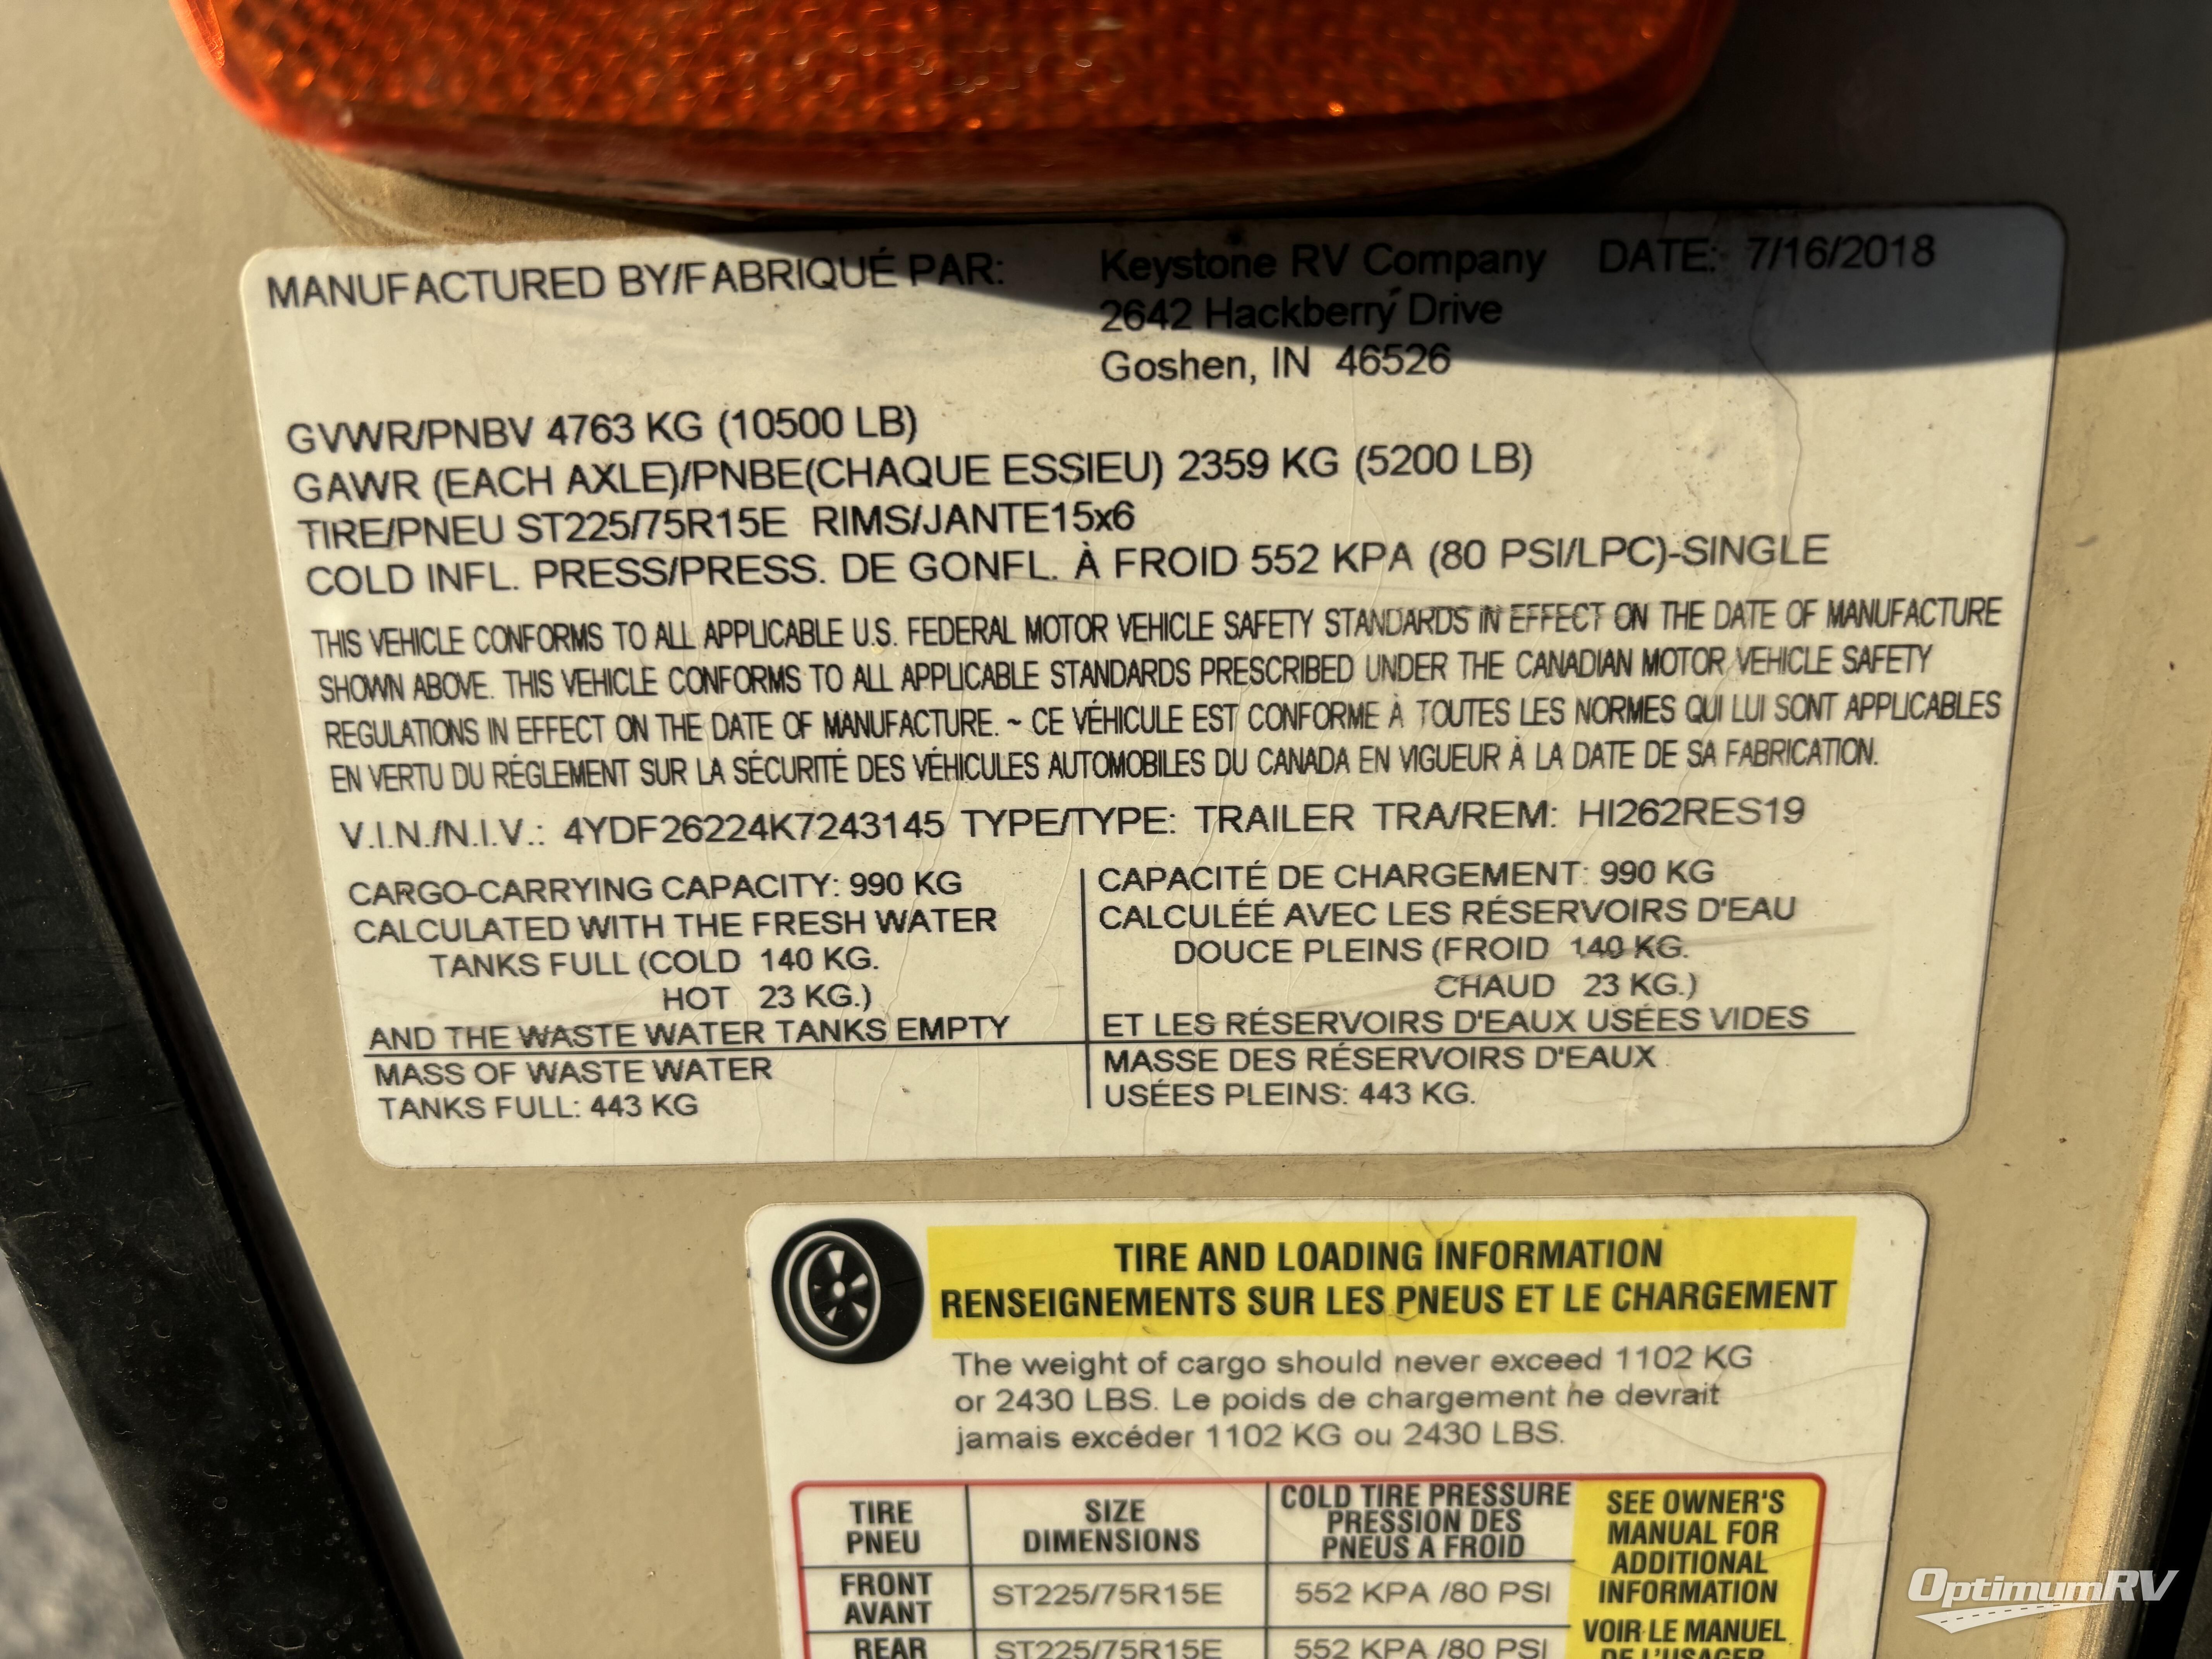 MANUFACTURED BY/FABRIQUÉ PAR: Keystone RV Company DATE: 7/16/2018
2642 Hackberry Drive
Goshen, IN 46526
GVWR/PNBV 4763 KG (10500 LB)
GAWR (EACH AXLE)/PNBE(CHAQUE ESSIEU) 2359 KG (5200 LB)
TIRE/PNEU ST225/75R15E RIMS/JANTE15x6
COLD INFL. PRESS/PRESS. DE GONFL. À FROID 552 KPA (80 PSI/LPC)-SINGLE
THIS VEHICLE CONFORMS TO ALL APPLICABLE U.S. FEDERAL MOTOR VEHICLE SAFETY STANDARDS IN EFFECT ON THE DATE OF MANUFACTURE
SHOWN ABOVE. THIS VEHICLE CONFORMS TO ALL APPLICABLE STANDARDS PRESCRIBED UNDER THE CANADIAN MOTOR VEHICLE SAFETY
REGULATIONS IN EFFECT ON THE DATE OF MANUFACTURE. ~ CE VÉHICULE EST CONFORME À TOUTES LES NORMES QUI LUI SONT APPLICABLES
EN VERTU DU RÉGLEMENT SUR LA SÉCURITÉ DES VÉHICULES AUTOMOBILES DU CANADA EN VIGUEUR À LA DATE DE SA FABRICATION.
V.I.N./N.I.V.: 4YDF26224K7243145 TYPE/TYPE: TRAILER TRA/REM: HI262RES19
CARGO-CARRYING CAPACITY: 990 KG
CALCULATED WITH THE FRESH WATER
TANKS FULL (COLD 140 KG.
HOT 23 KG.)
AND THE WASTE WATER TANKS EMPTY
MASS OF WASTE WATER
TANKS FULL: 443 KG
CAPACITÉ DE CHARGEMENT: 990 KG
CALCULÉÉ AVEC LES RÉSERVOIRS D'EAU
DOUCE PLEINS (FROID 140 KG.
CHAUD 23 KG.)
ET LES RÉSERVOIRS D'EAUX USÉES VIDES
MASSE DES RÉSERVOIRS D'EAUX
USÉES PLEINS: 443 KG.
TIRE AND LOADING INFORMATION
RENSEIGNEMENTS SUR LES PNEUS ET LE CHARGEMENT
The weight of cargo should never exceed 1102 KG
or 2430 LBS. Le poids de chargement ne devrait
jamais excéder 1102 KG ou 2430 LBS.
TIRE
PNEU
SIZE
DIMENSIONS
COLD TIRE PRESSURE
PRESSION DES
PNEUS A FROID
FRONT
AVANT
ST225/75R15E
552 KPA /80 PSI
REAR
ST225/75R15E
552 KPA /80 PSI
SEE OWNER'S
MANUAL FOR
ADDITIONAL
INFORMATION
VOIR LE MANUEL
DE L'USAGER
OptimumRV